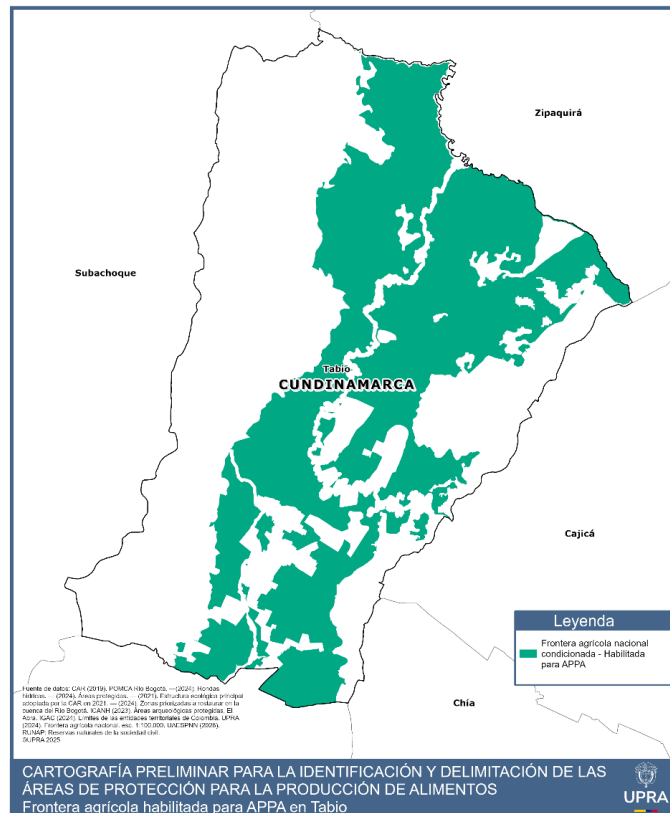 Zipaquirá
Subachoque
Tabio
CUNDINAMARCA
Cajicá
Leyenda
Frontera agrícola nacional
condicionada - Habilitada
para APPA
Chía
Fuente de datos: CAR (2019). POMCA Río Bogotá. —(2024). Rondas
hídricas. — (2024). Áreas protegidas. — (2021). Estructura ecológica principal
adoptada por la CAR en 2021. — (2024). Zonas priorizadas a restaurar en la
cuenca del Río Bogotá. ICANH (2023). Áreas arqueológicas protegidas. El
Abra. IGAC (2024). Límites de las entidades territoriales de Colombia. UPRA
(2024). Frontera agrícola nacional. esc. 1:100.000. UAESPNN
RUNAP: Reservas naturales de la sociedad civil.
©UPRA 2025
CARTOGRAFÍA PRELIMINAR PARA LA IDENTIFICACIÓN Y DELIMITACIÓN DE LAS
ÁREAS DE PROTECCIÓN PARA LA PRODUCCIÓN DE ALIMENTOS
Frontera agrícola habilitada para APPA en Tabio
UPRA